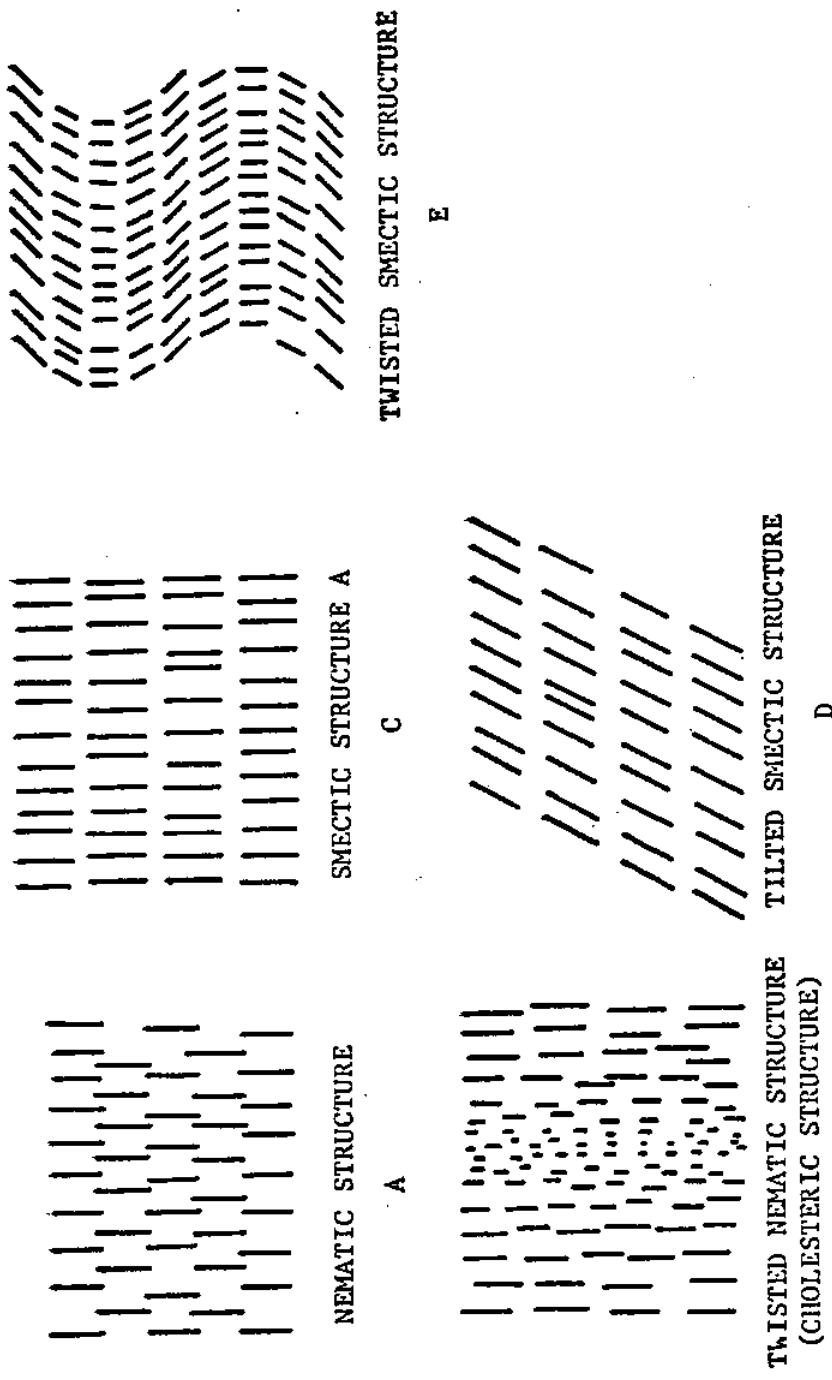 NEMATIC STRUCTURE
A
SMECTIC STRUCTURE A
C
TWISTED SMECTIC STRUCTURE
E
TWISTED NEMATIC STRUCTURE
(CHOLESTERIC STRUCTURE)
TILTED SMECTIC STRUCTURE
D